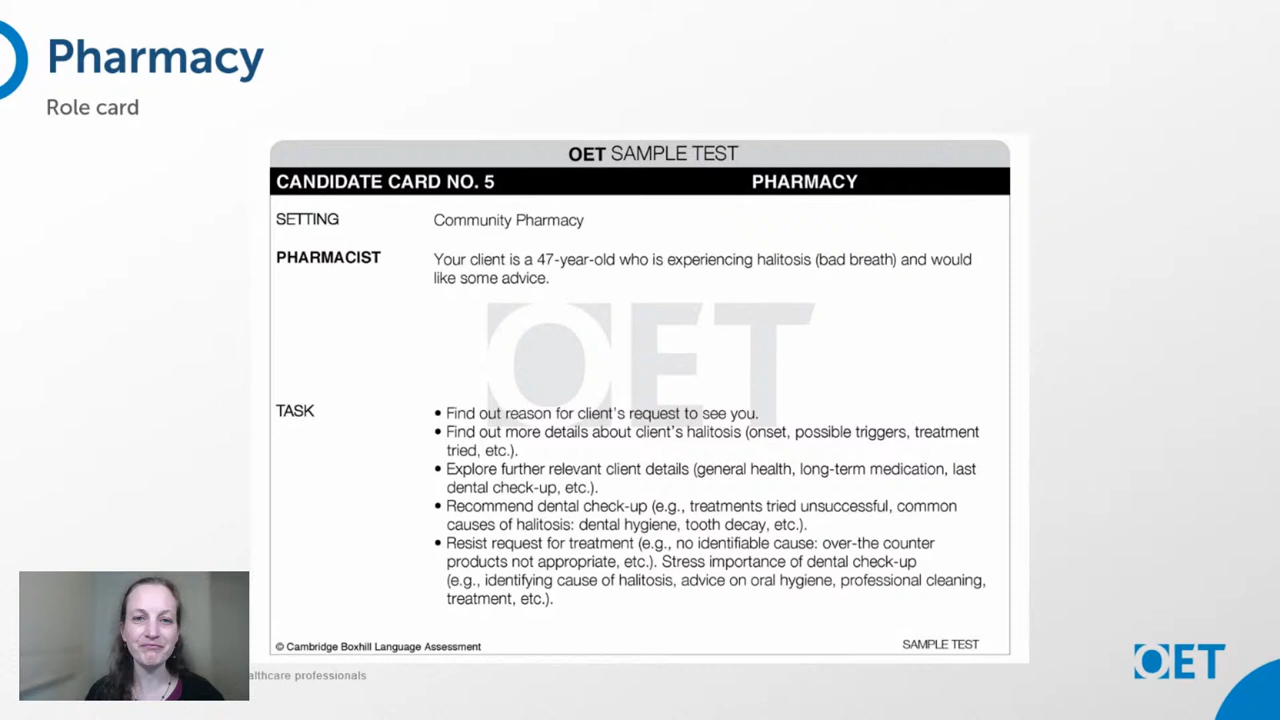 Pharmacy
Role card
OET SAMPLE TEST
CANDIDATE CARD NO. 5 PHARMACY
SETTING Community Pharmacy
PHARMACIST Your client is a 47-year-old who is experiencing halitosis (bad breath) and would
like some advice.
OET
TASK • Find out reason for client's request to see you.
• Find out more details about client's halitosis (onset, possible triggers, treatment
tried, etc.).
• Explore further relevant client details (general health, long-term medication, last
dental check-up, etc.).
• Recommend dental check-up (e.g., treatments tried unsuccessful, common
causes of halitosis: dental hygiene, tooth decay, etc.).
• Resist request for treatment (e.g., no identifiable cause: over-the counter
products not appropriate, etc.). Stress importance of dental check-up
(e.g., identifying cause of halitosis, advice on oral hygiene, professional cleaning,
treatment, etc.).
© Cambridge Boxhill Language Assessment SAMPLE TEST
althcare professionals
OET